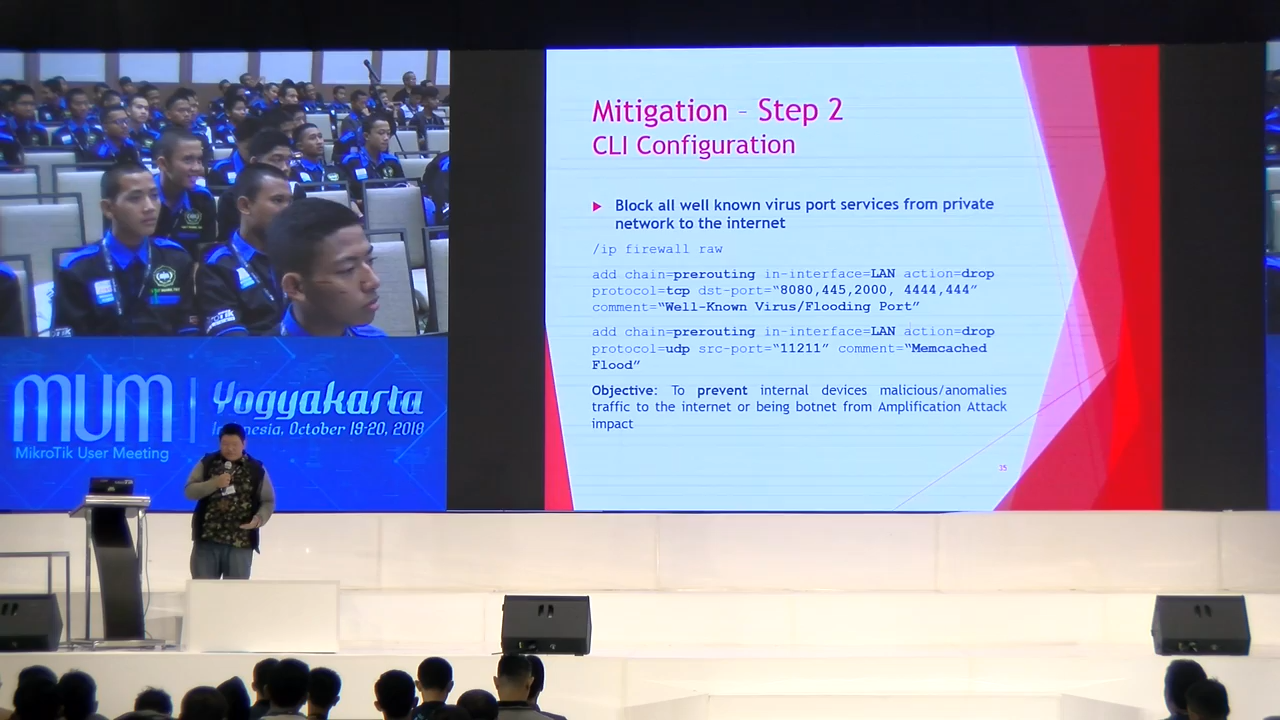 Mitigation – Step 2
CLI Configuration
Block all well known virus port services from private
network to the internet
/ip firewall raw
add chain=prerouting in-interface=LAN action=drop
protocol=tcp dst-port=“8080,445,2000, 4444,444”
comment=“Well-Known Virus/Flooding Port”
add chain=prerouting in-interface=LAN action=drop
protocol=udp src-port=“11211” comment=“Memcached
Flood”
Objective: To prevent internal devices malicious/anomalies
traffic to the internet or being botnet from Amplification Attack
impact
35
MUM
MikroTik User Meeting
Yogyakarta
Indonesia, October 19-20, 2018